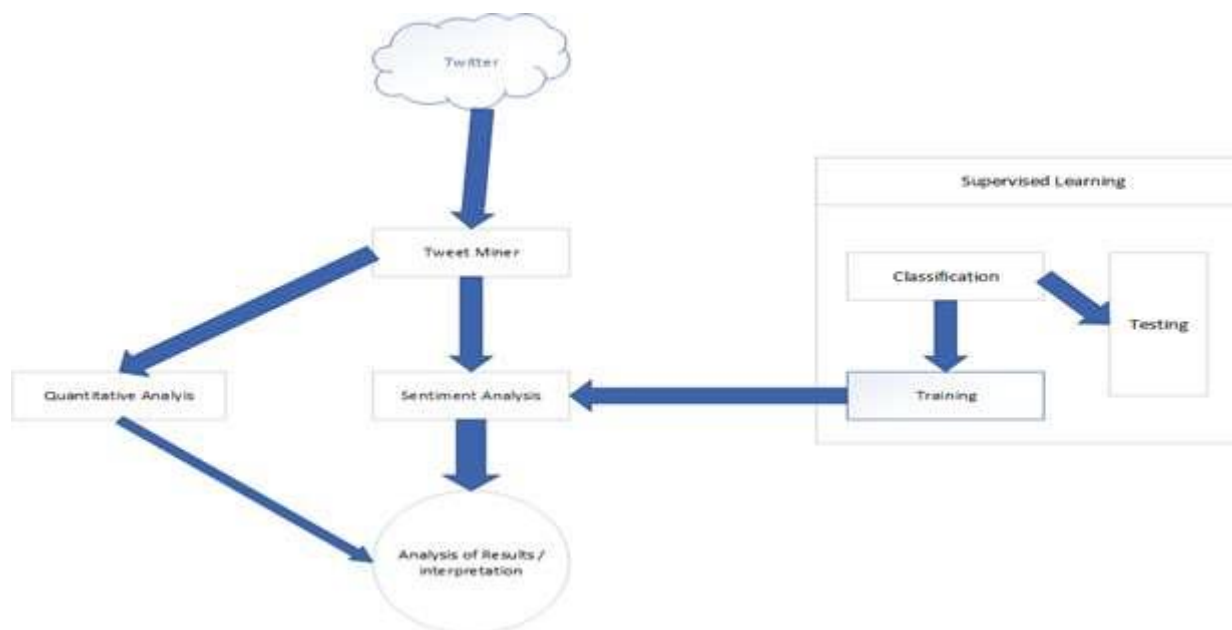 Twitter
Supervised Learning
Tweet Miner
Classification
Testing
Quantitative Analyis
Sentiment Analysis
Training
Analysis of Results /
interpretation